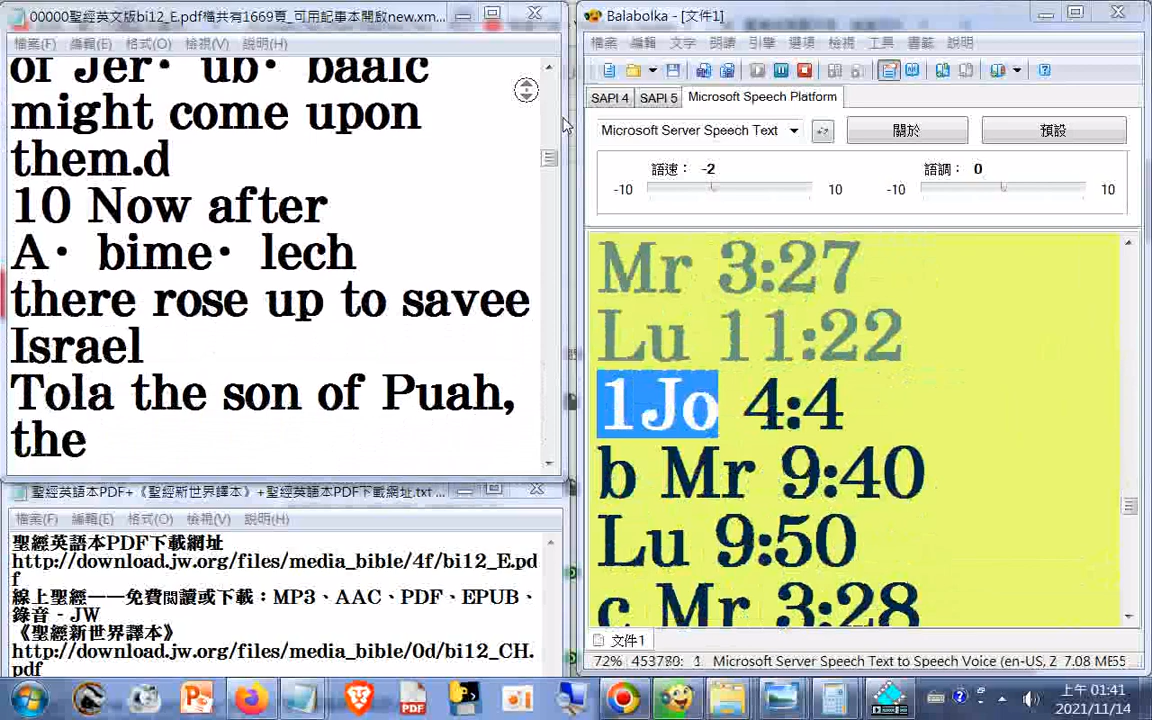 00000聖經英文版bi12_E.pdf檔共有1669頁_可用記事本開啟new.xm...
檔案(F) 編輯(E) 格式(O) 檢視(V) 說明(H)
of Jer· ub· baalc
might come upon
them.d
10 Now after
A· bime· lech
there rose up to savee
Israel
Tola the son of Puah,
the
聖經英語本PDF+《聖經新世界譯本》+聖經英語本PDF下載網址.txt ...
檔案(F) 編輯(E) 格式(O) 檢視(V) 說明(H)
聖經英語本PDF下載網址
http://download.jw.org/files/media_bible/4f/bi12_E.pd
f
線上聖經——免費閱讀或下載：MP3、AAC、PDF、EPUB、
錄音 - JW
《聖經新世界譯本》
http://download.jw.org/files/media_bible/0d/bi12_CH.
pdf
Balabolka - [文件1]
檔案 編輯 文字 朗讀 引擎 選項 檢視 工具 書籤 說明
SAPI 4 SAPI 5 Microsoft Speech Platform
Microsoft Server Speech Text 關於 預設
語速： -2 語調： 0
-10 10 -10 10
Mr 3:27
Lu 11:22
1Jo 4:4
b Mr 9:40
Lu 9:50
c Mr 3:28
文件1
72% 453780: 1 Microsoft Server Speech Text to Speech Voice (en-US, Z 7.08 ME55
上午 01:41
2021/11/14